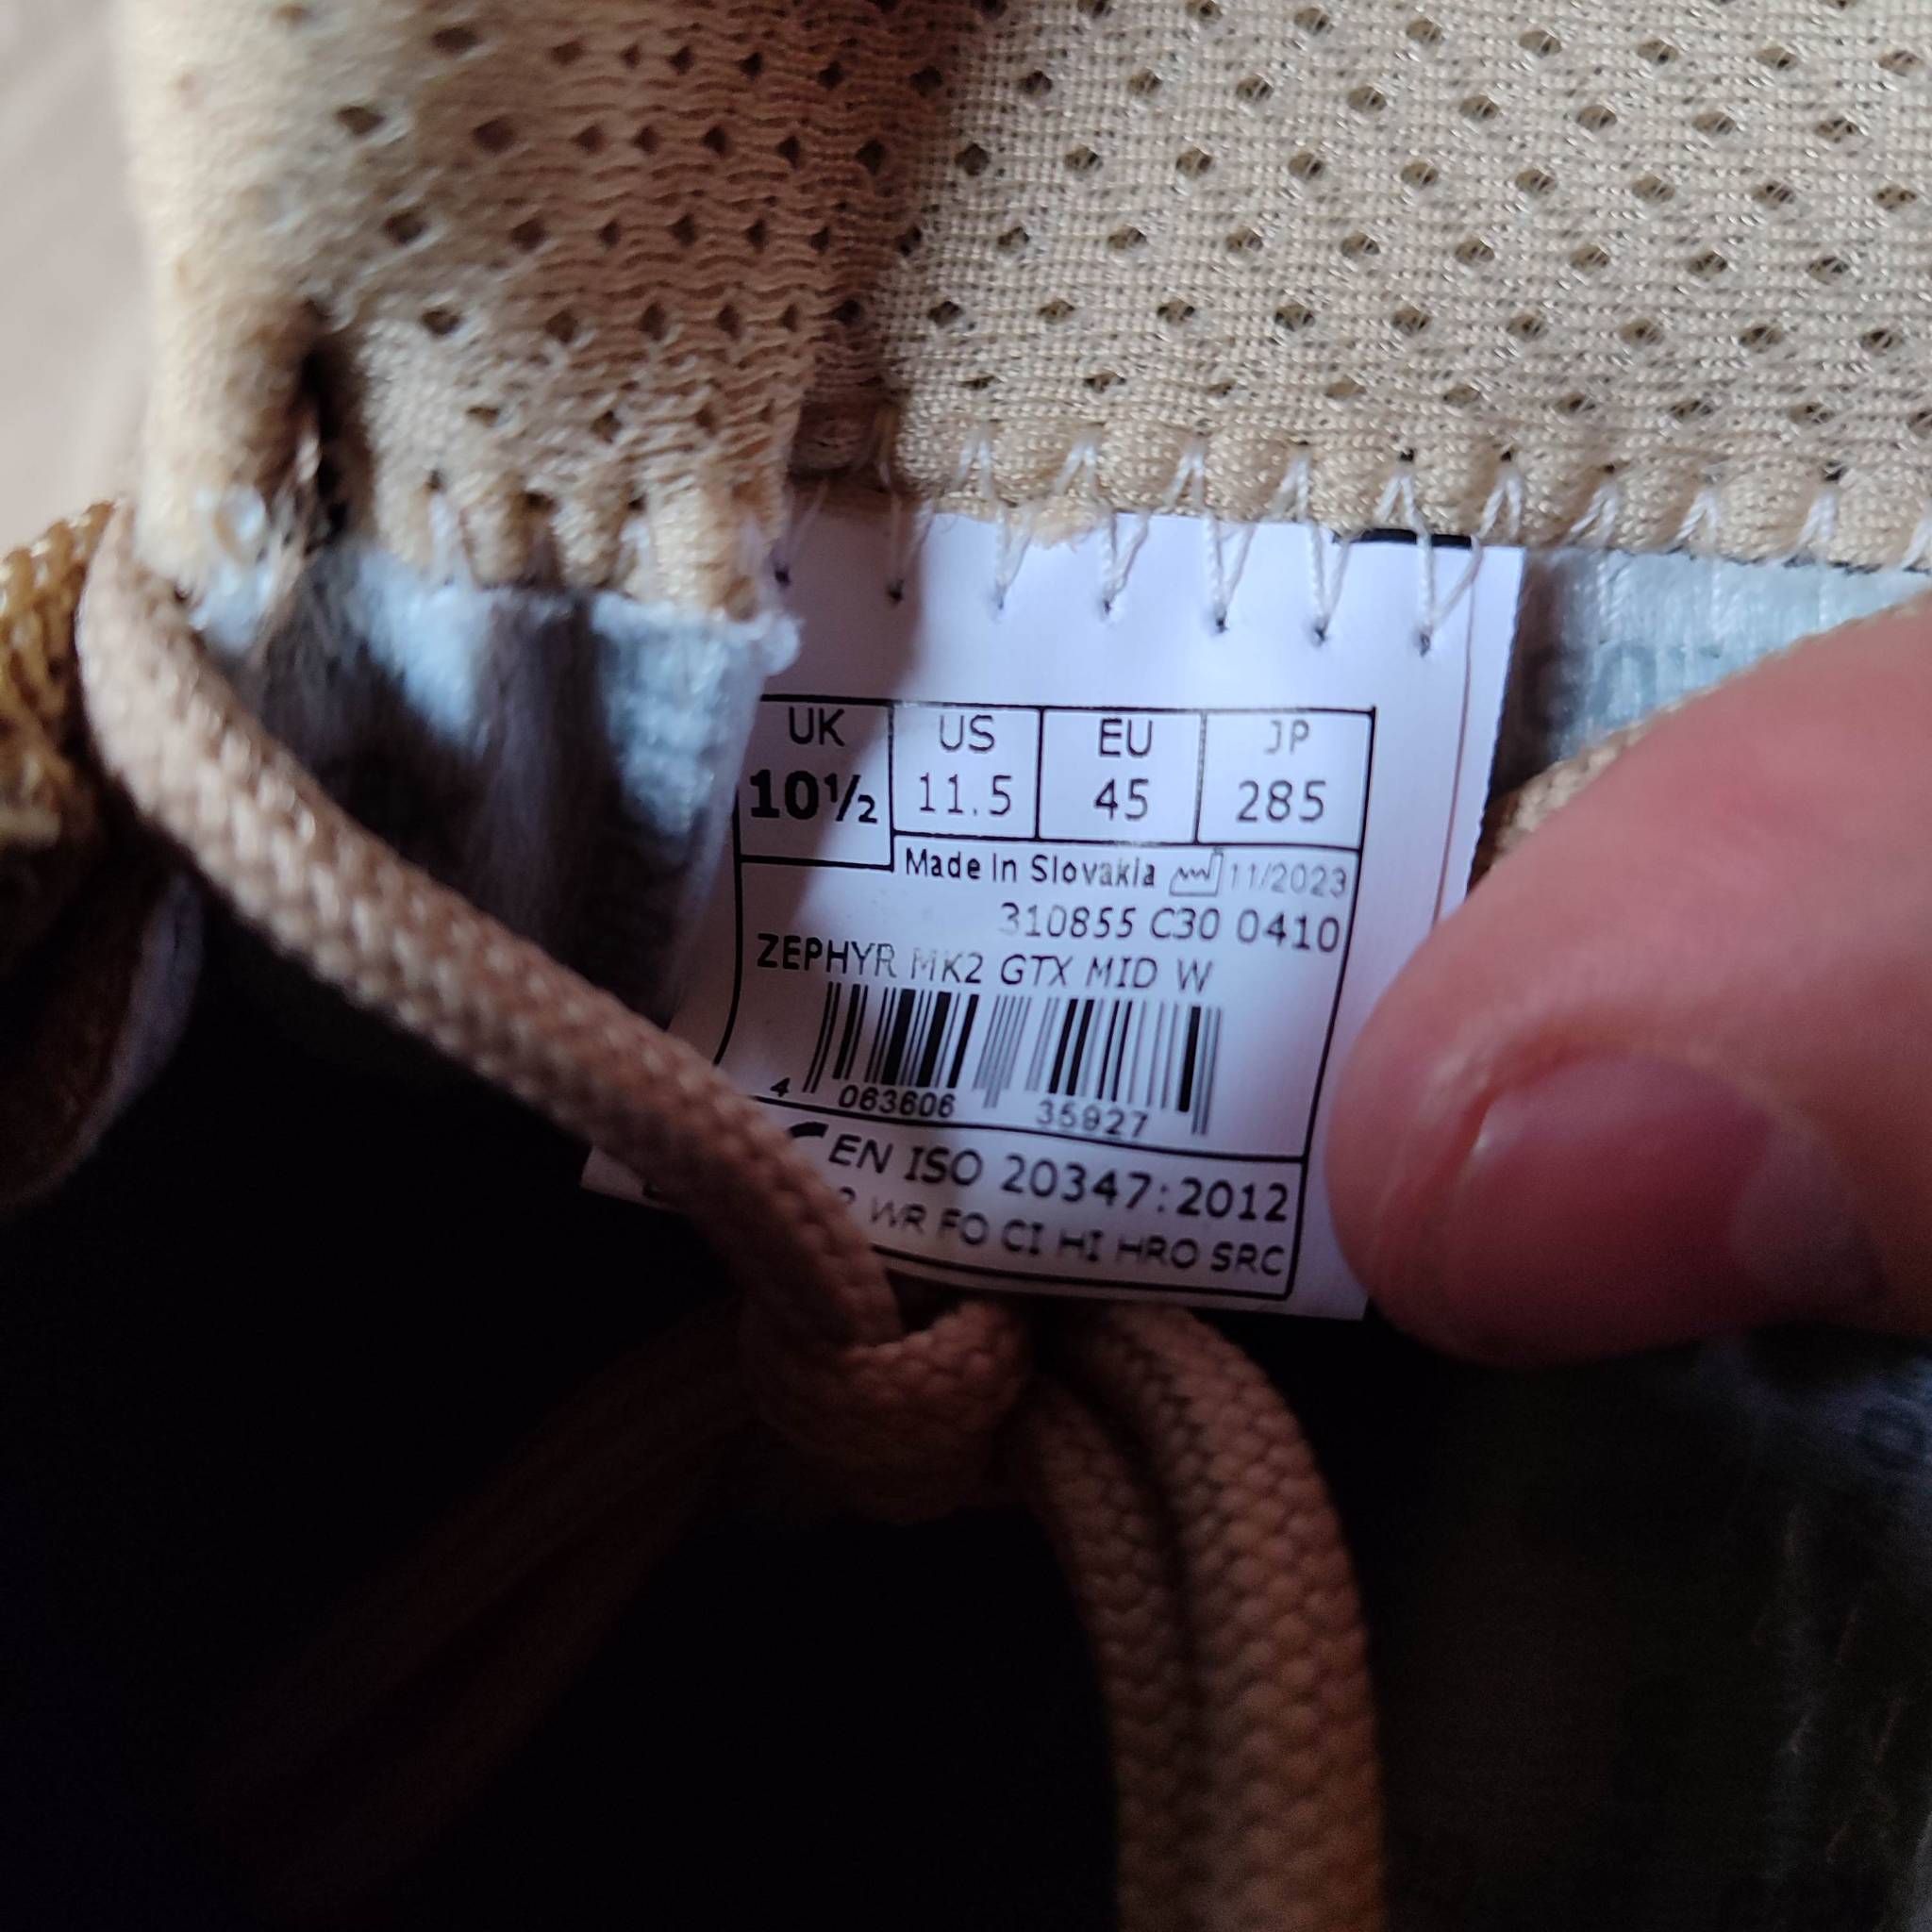 UK US EU JP
10½ 11.5 45 285
Made In Slovakia 11/2023
310855 C30 0410
ZEPHYR MK2 GTX MID W
4 063606 35927
EN ISO 20347:2012
WR FO CI HI HRO SRC